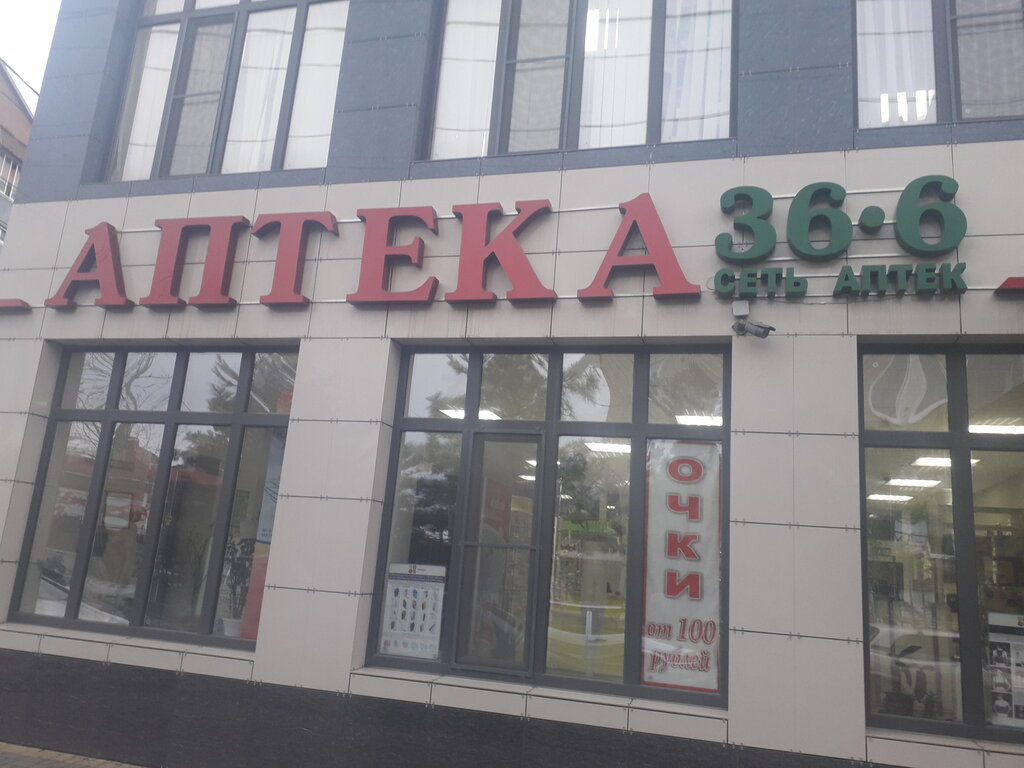 АПТЕКА 36·6
СЕТЬ АПТЕК
ОЧКИ
от 100
рублей